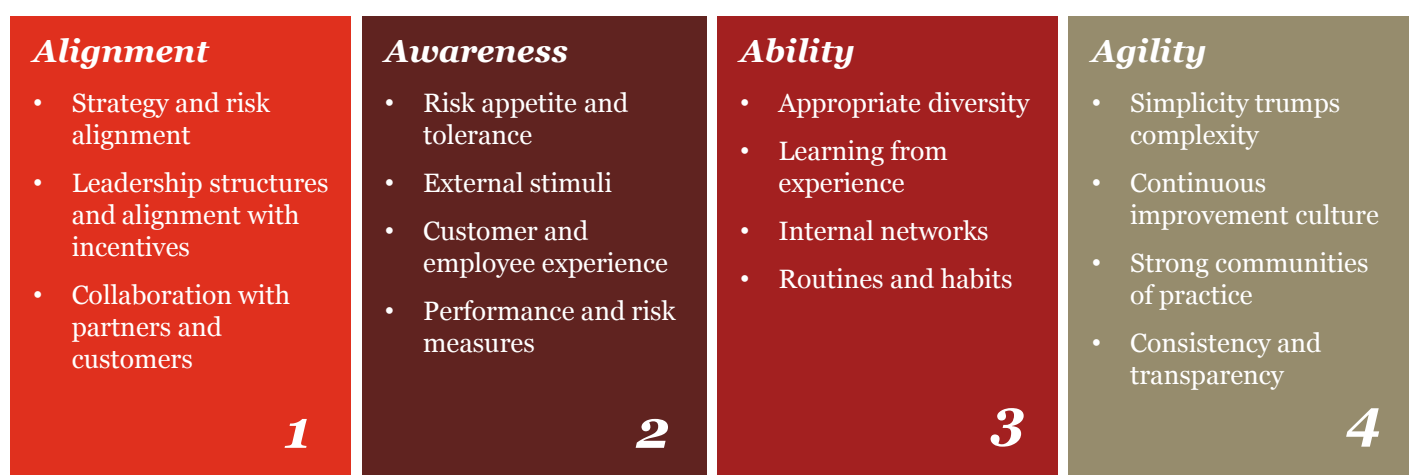 Alignment
• Strategy and risk
alignment
• Leadership structures
and alignment with
incentives
• Collaboration with
partners and
customers
1
Awareness
• Risk appetite and
tolerance
• External stimuli
• Customer and
employee experience
• Performance and risk
measures
2
Ability
• Appropriate diversity
• Learning from
experience
• Internal networks
• Routines and habits
3
Agility
• Simplicity trumps
complexity
• Continuous
improvement culture
• Strong communities
of practice
• Consistency and
transparency
4